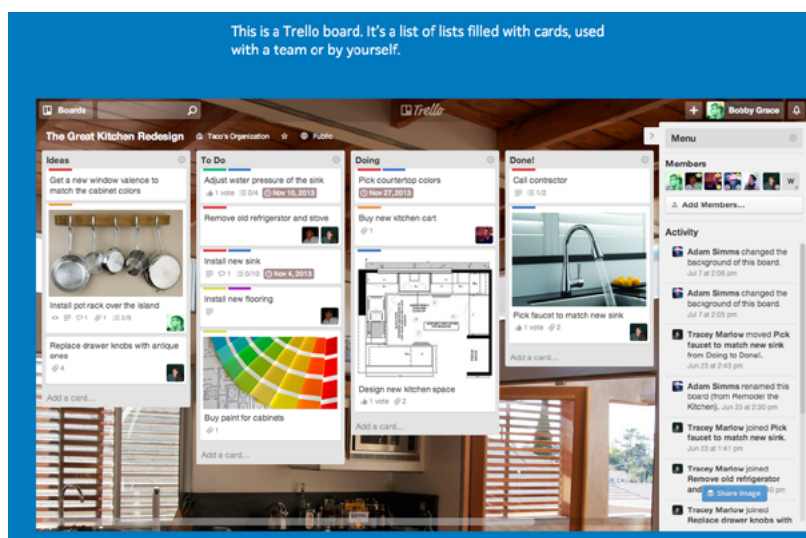 This is a Trello board. It's a list of lists filled with cards, used
with a team or by yourself.
Boards
Trello
Bobby Grace
The Great Kitchen Redesign
Taco's Organization
Public
Ideas
Get a new window valence to
match the cabinet colors
Install pot rack over the island
1
1
2/9
Replace drawer knobs with antique
ones
4
Add a card...
To Do
Adjust water pressure of the sink
1 vote
0/4
Nov 10, 2013
Remove old refrigerator and stove
Install new sink
1
0/10
Nov 4, 2013
Install new flooring
Buy paint for cabinets
1
Add a card...
Doing
Pick countertop colors
Nov 27, 2013
Buy new kitchen cart
1
Design new kitchen space
1 vote
2
Add a card...
Done!
Call contractor
1/2
Pick faucet to match new sink
1 vote
2
Add a card...
Menu
Members
W
Add Members...
Activity
Adam Simms changed the
background of this board.
Jul 7 at 2:08 pm
Adam Simms changed the
background of this board.
Jul 7 at 2:05 pm
Tracey Marlow moved Pick
faucet to match new sink
from Doing to Done!.
Jun 23 at 2:43 pm
Adam Simms renamed this
board (from Remodel the
Kitchen). Jun 23 at 2:30 pm
Tracey Marlow joined Pick
faucet to match new sink.
Jun 23 at 1:41 pm
Tracey Marlow joined
Remove old refrigerator
and
Share Image
pm
Tracey Marlow joined
Replace drawer knobs with